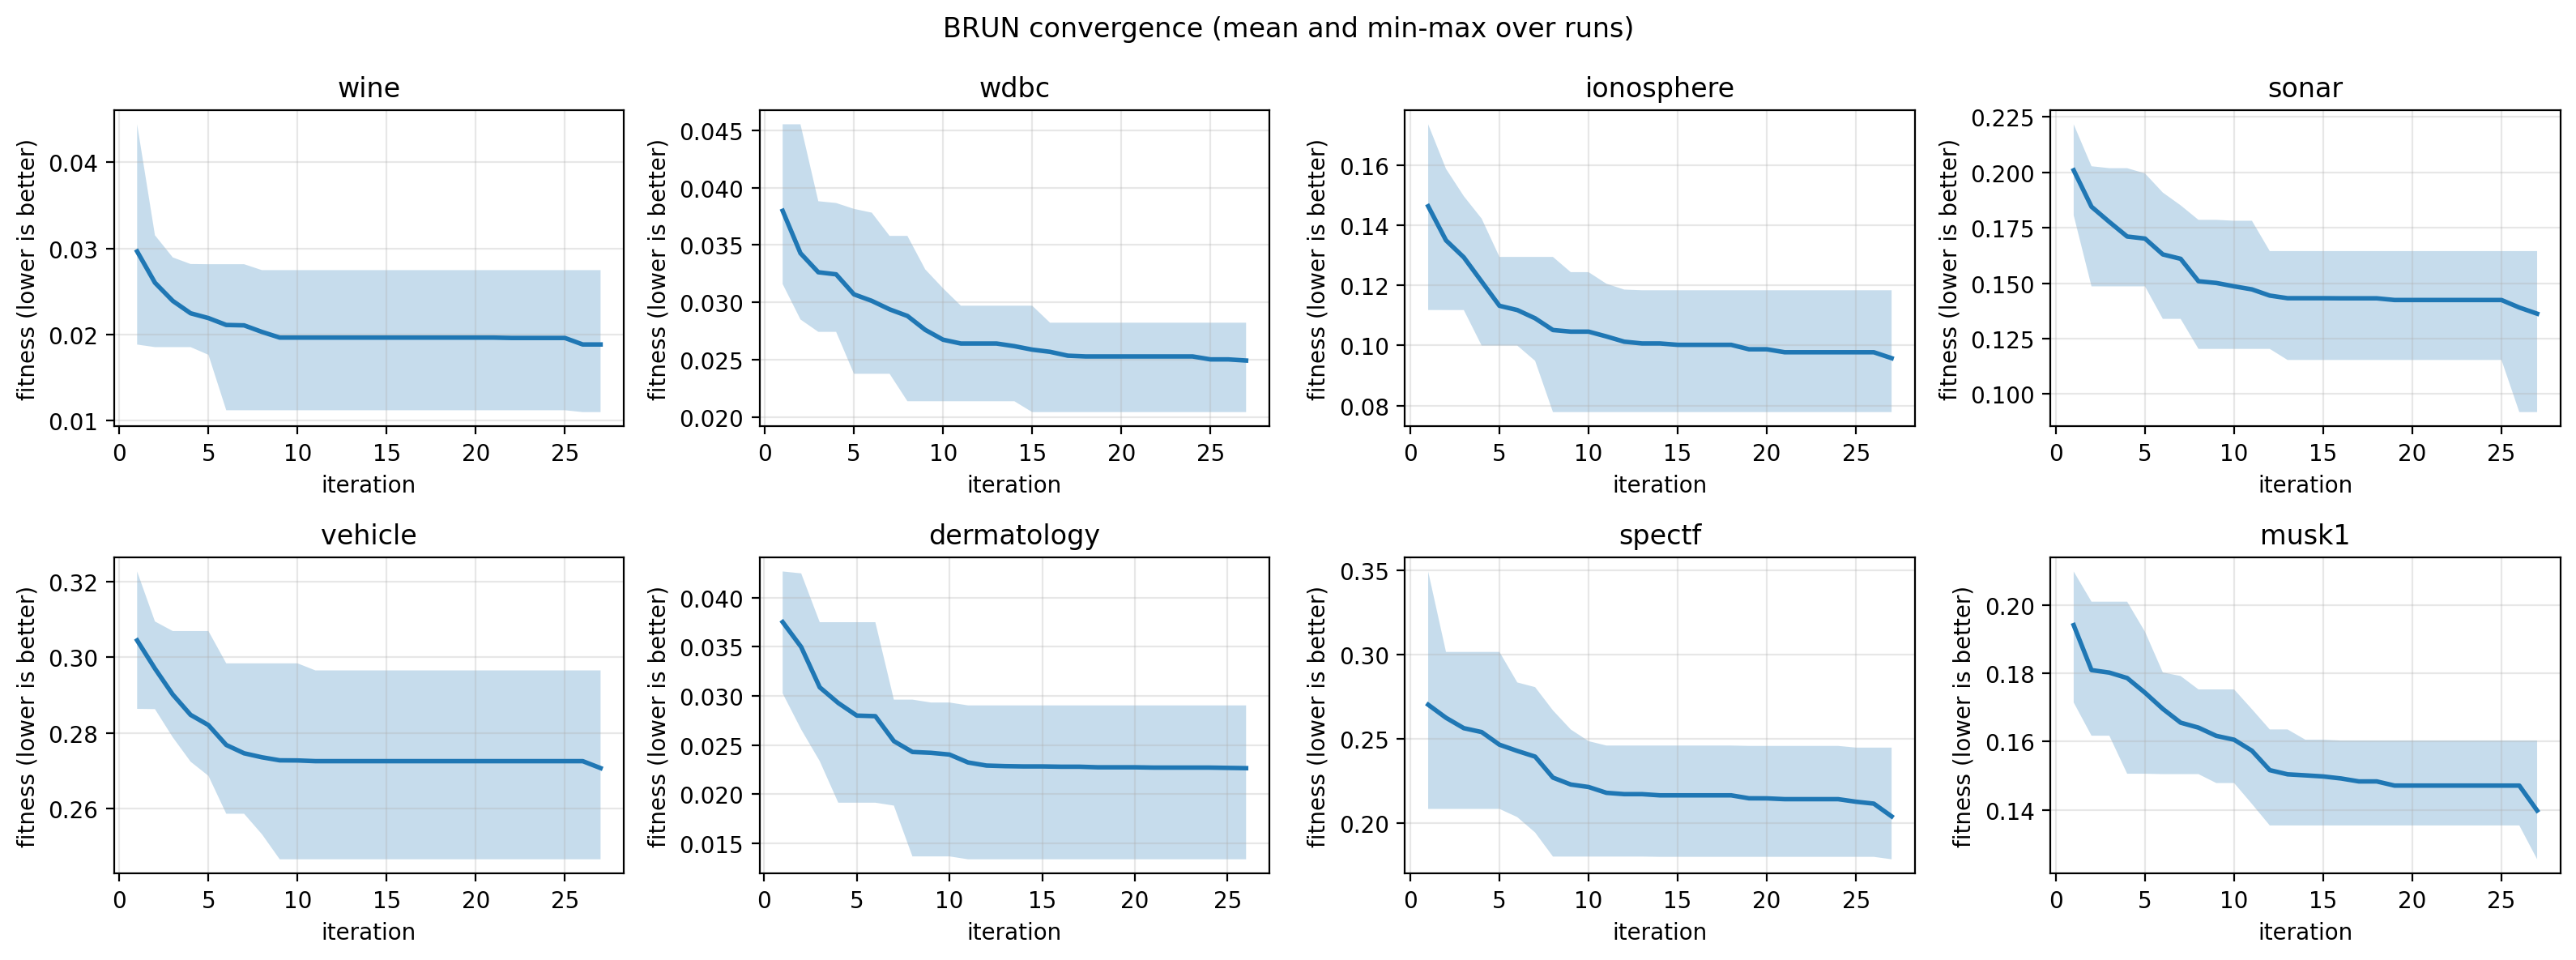 BRUN convergence (mean and min-max over runs)
wine
fitness (lower is better)
0.04
0.03
0.02
0.01
0 5 10 15 20 25
iteration
wdbc
fitness (lower is better)
0.045
0.040
0.035
0.030
0.025
0.020
0 5 10 15 20 25
iteration
ionosphere
fitness (lower is better)
0.16
0.14
0.12
0.10
0.08
0 5 10 15 20 25
iteration
sonar
fitness (lower is better)
0.225
0.200
0.175
0.150
0.125
0.100
0 5 10 15 20 25
iteration
vehicle
fitness (lower is better)
0.32
0.30
0.28
0.26
0 5 10 15 20 25
iteration
dermatology
fitness (lower is better)
0.040
0.035
0.030
0.025
0.020
0.015
0 5 10 15 20 25
iteration
spectf
fitness (lower is better)
0.35
0.30
0.25
0.20
0 5 10 15 20 25
iteration
musk1
fitness (lower is better)
0.20
0.18
0.16
0.14
0 5 10 15 20 25
iteration